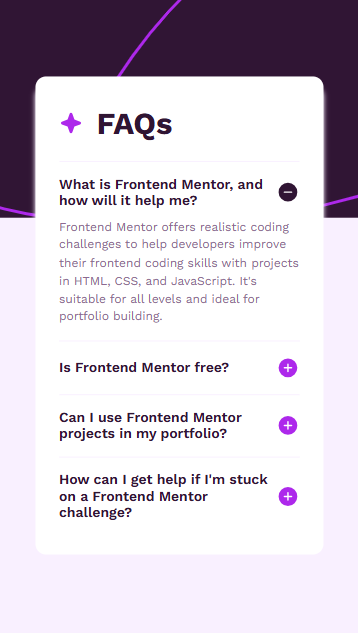 FAQs
What is Frontend Mentor, and
how will it help me?
Frontend Mentor offers realistic coding
challenges to help developers improve
their frontend coding skills with projects
in HTML, CSS, and JavaScript. It's
suitable for all levels and ideal for
portfolio building.
Is Frontend Mentor free?
Can I use Frontend Mentor
projects in my portfolio?
How can I get help if I'm stuck
on a Frontend Mentor
challenge?